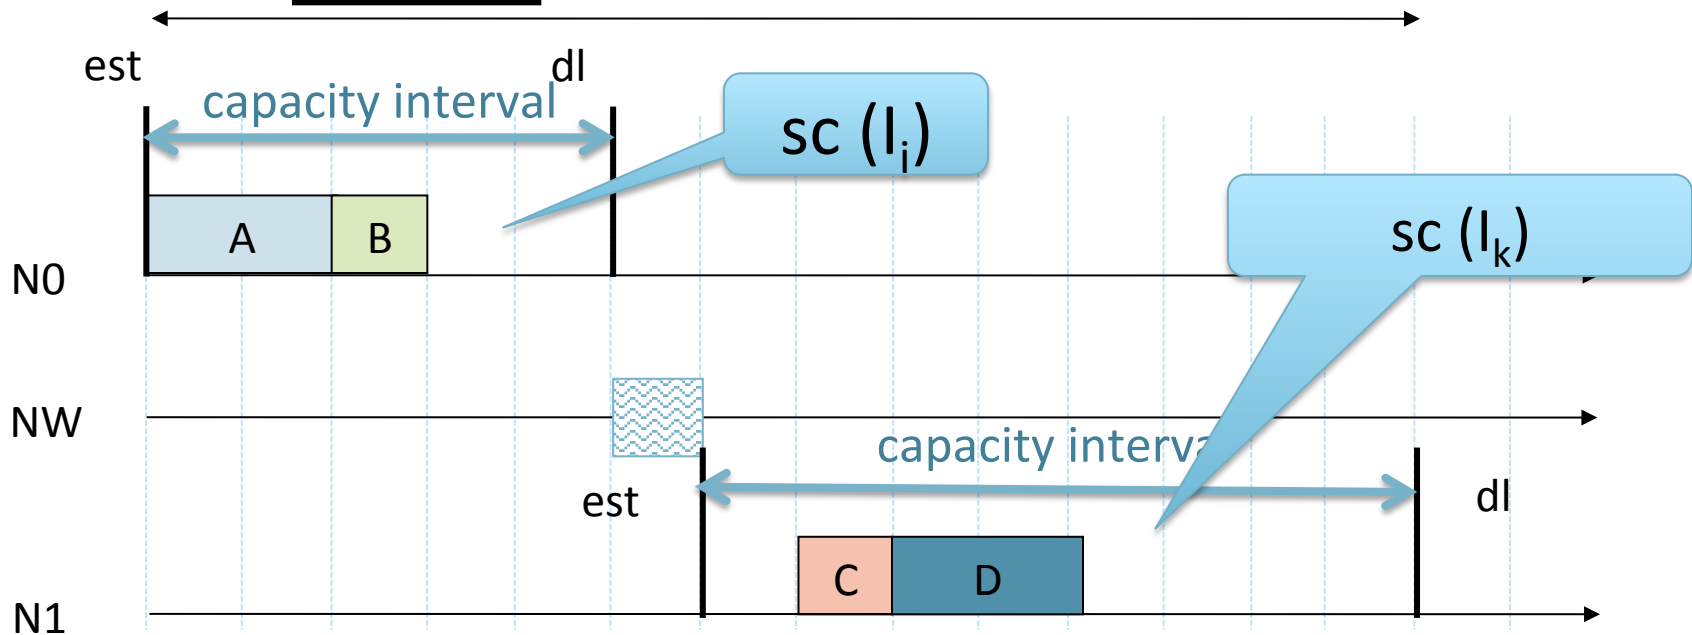 est
dl
capacity interval
sc (Ii)
A
B
sc (Ik)
N0
NW
capacity interva
est
dl
C
D
N1